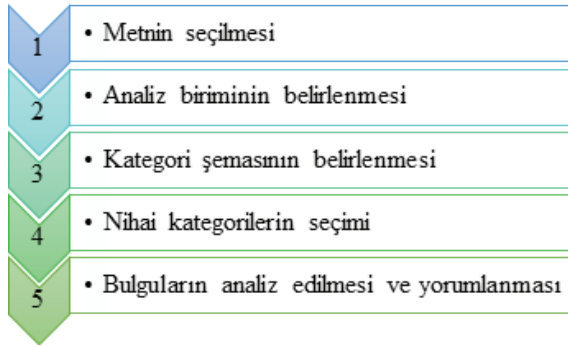 1
• Metnin seçilmesi
2
• Analiz biriminin belirlenmesi
3
• Kategori şemasının belirlenmesi
4
• Nihai kategorilerin seçimi
5
• Bulguların analiz edilmesi ve yorumlanması